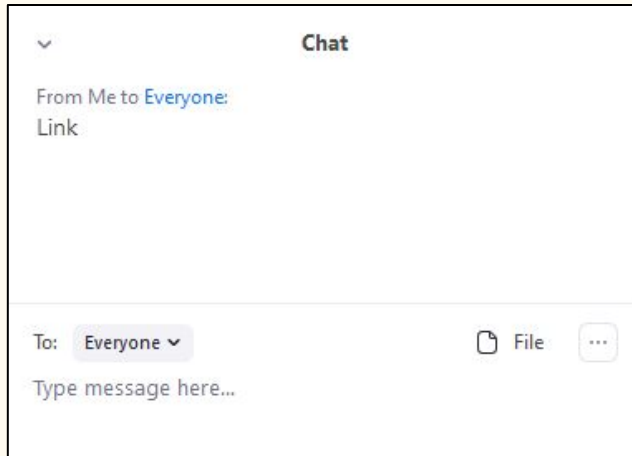 Chat
From Me to Everyone:
Link
To: Everyone File ...
Type message here...